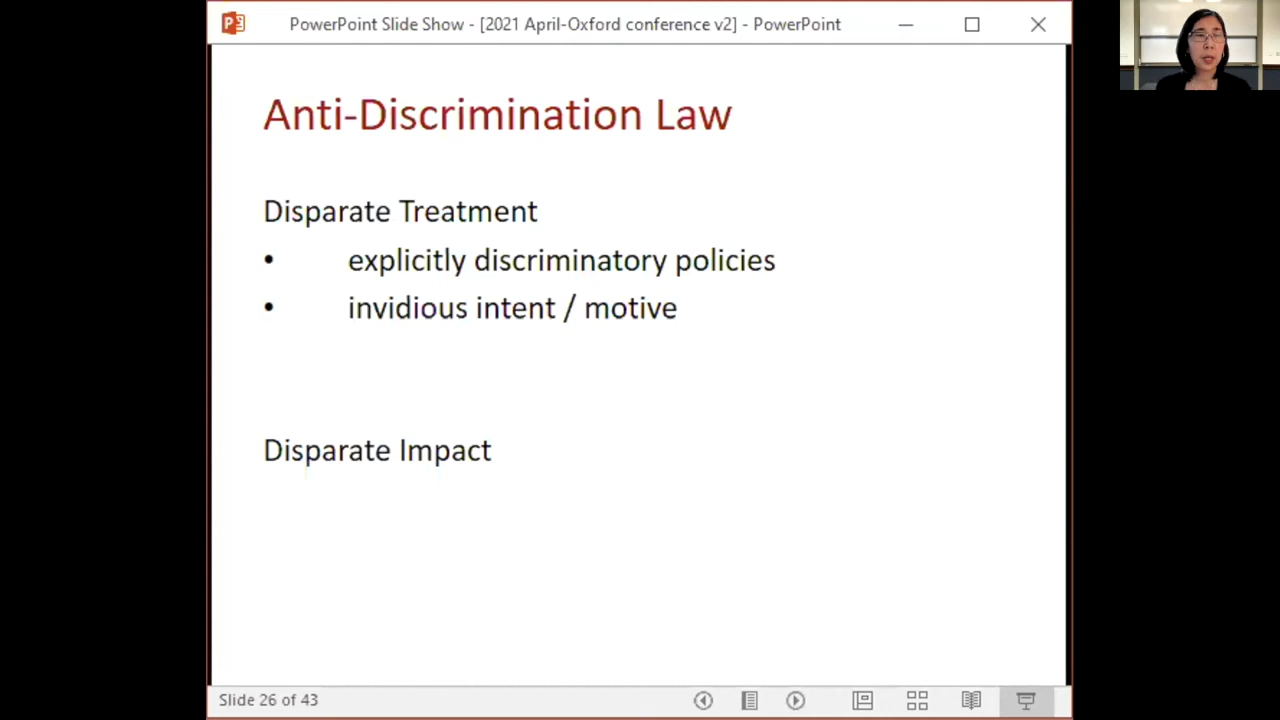 PowerPoint Slide Show - [2021 April-Oxford conference v2] - PowerPoint
Anti-Discrimination Law
Disparate Treatment
• explicitly discriminatory policies
• invidious intent / motive
Disparate Impact
Slide 26 of 43